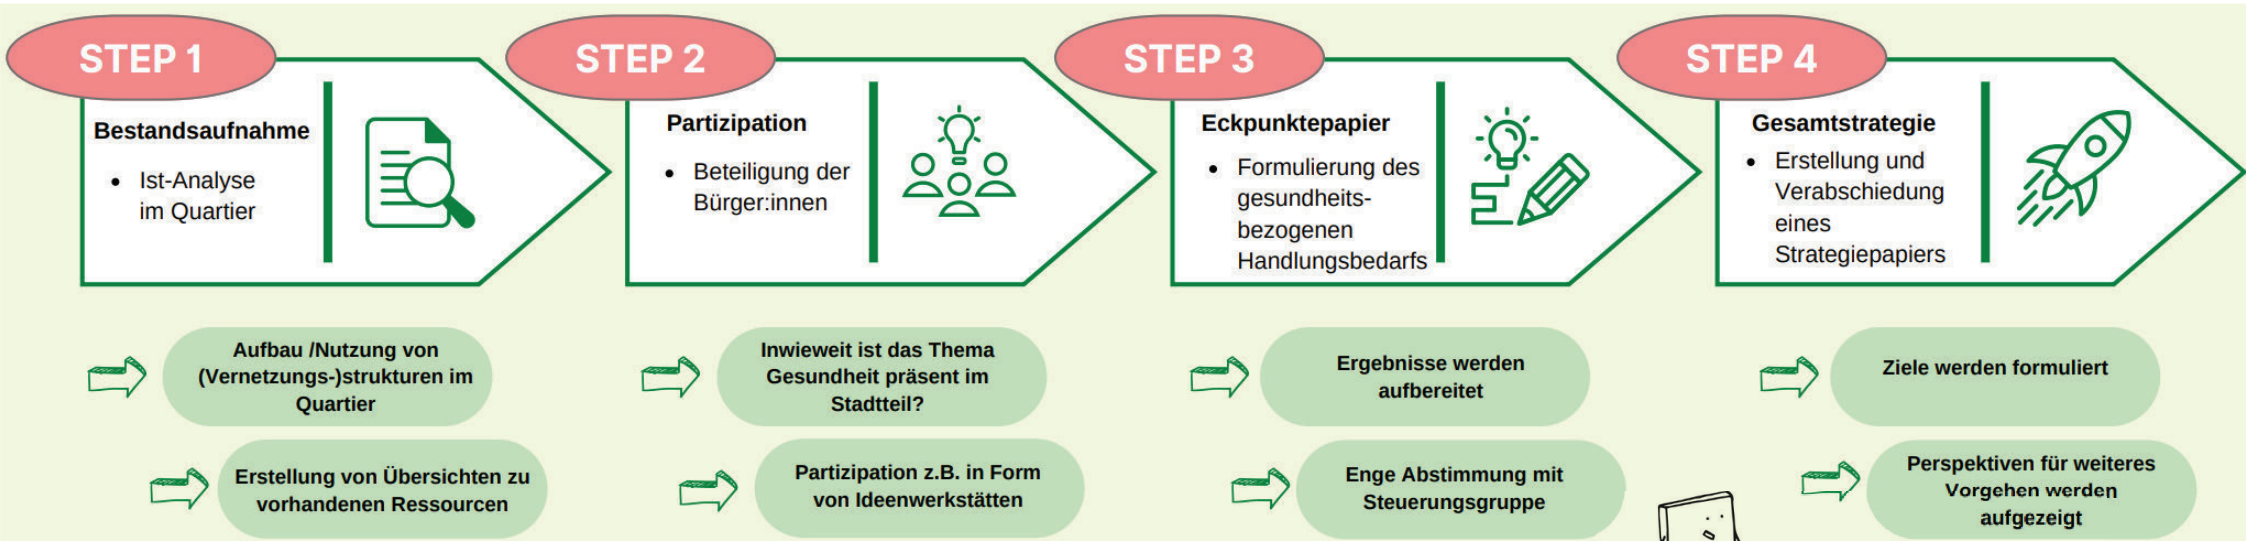 STEP 1
Bestandsaufnahme
• Ist-Analyse
im Quartier
Aufbau /Nutzung von
(Vernetzungs-)strukturen im
Quartier
Erstellung von Übersichten zu
vorhandenen Ressourcen
STEP 2
Partizipation
• Beteiligung der
Bürger:innen
Inwieweit ist das Thema
Gesundheit präsent im
Stadtteil?
Partizipation z.B. in Form
von Ideenwerkstätten
STEP 3
Eckpunktepapier
• Formulierung des
gesundheits-
bezogenen
Handlungsbedarfs
Ergebnisse werden
aufbereitet
Enge Abstimmung mit
Steuerungsgruppe
STEP 4
Gesamtstrategie
• Erstellung und
Verabschiedung
eines
Strategiepapiers
Ziele werden formuliert
Perspektiven für weiteres
Vorgehen werden
aufgezeigt